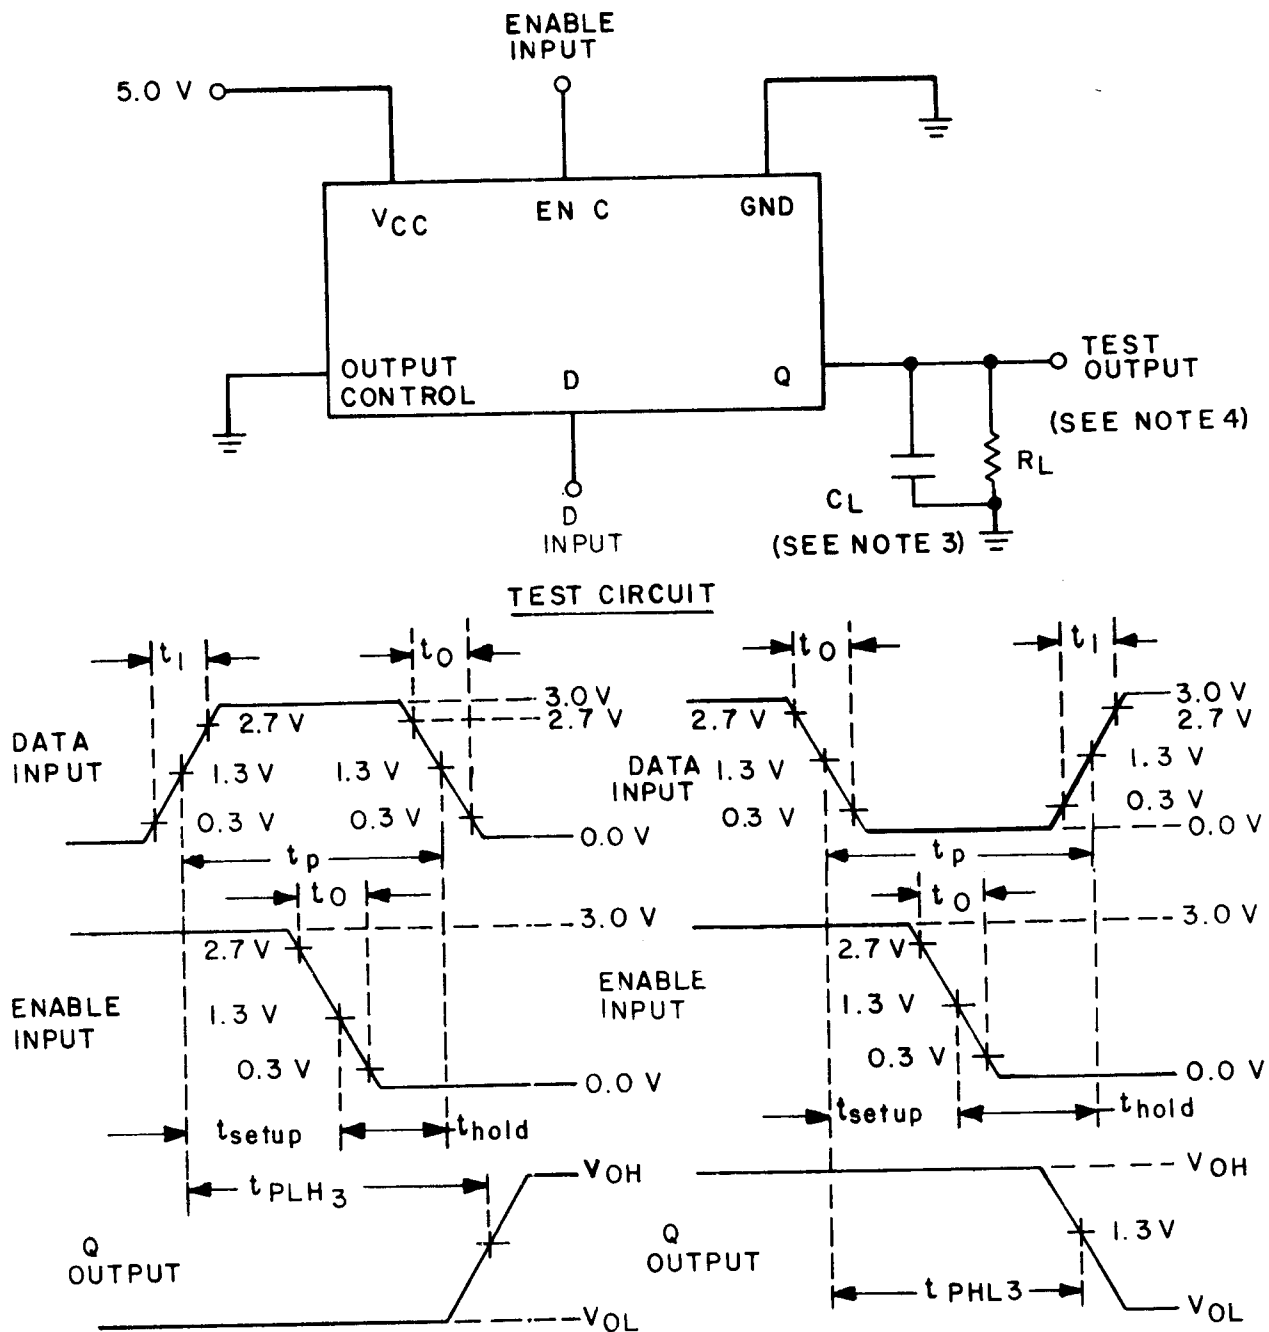 ENABLE
INPUT
5.0 V
VCC
EN C
GND
OUTPUT
CONTROL
D
Q
TEST
OUTPUT
(SEE NOTE 4)
RL
CL
(SEE NOTE 3)
D
INPUT
TEST CIRCUIT
t1
t0
3.0 V
2.7 V
2.7 V
DATA
INPUT
1.3 V
1.3 V
0.3 V
0.3 V
0.0 V
tp
t0
3.0 V
2.7 V
ENABLE
INPUT
1.3 V
0.3 V
0.0 V
tsetup
thold
tPLH3
VOH
Q
OUTPUT
VOL
t0
t1
3.0 V
2.7 V
2.7 V
DATA
INPUT
1.3 V
1.3 V
0.3 V
0.3 V
0.0 V
tp
t0
3.0 V
2.7 V
ENABLE
INPUT
1.3 V
0.3 V
0.0 V
tsetup
thold
VOH
Q
OUTPUT
1.3 V
tPHL3
VOL